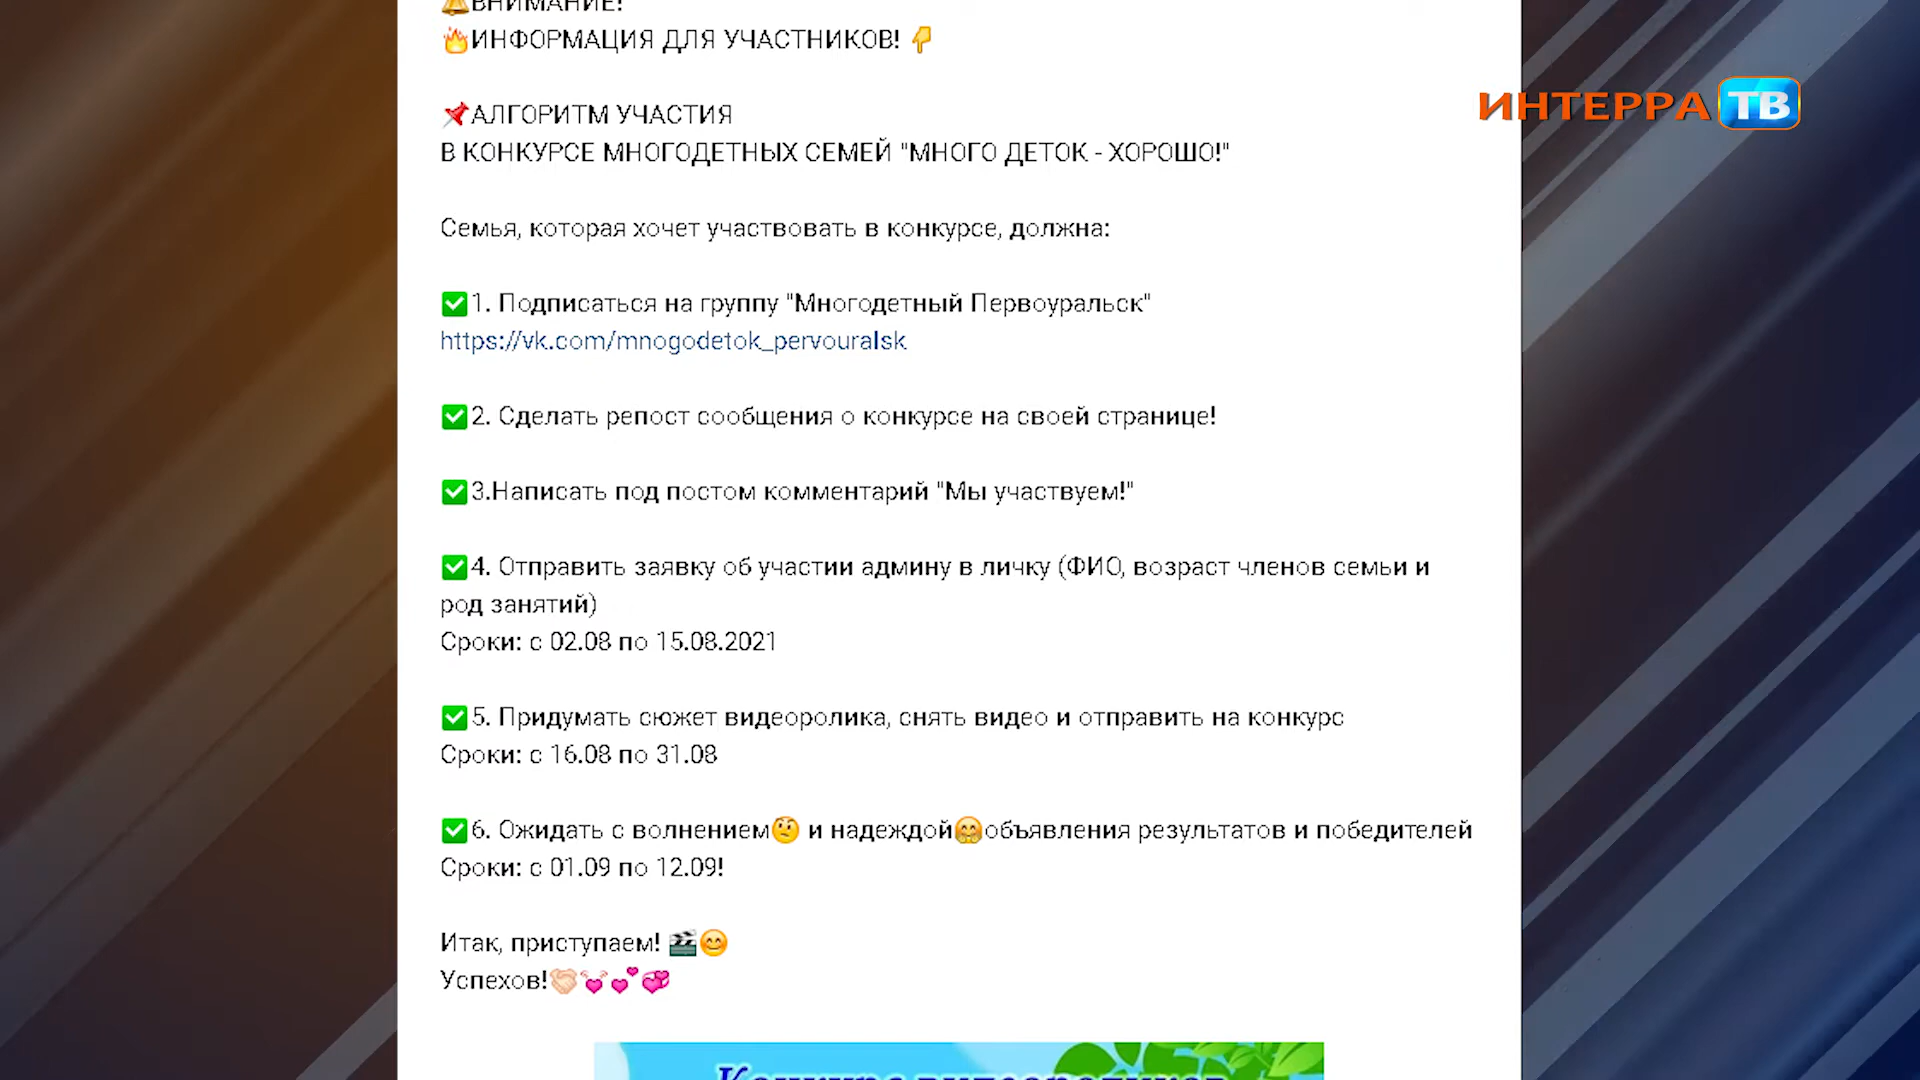 🔔ВНИМАНИЕ!
🔥ИНФОРМАЦИЯ ДЛЯ УЧАСТНИКОВ! 👇
ИНТЕРРА ТВ
📌АЛГОРИТМ УЧАСТИЯ
В КОНКУРСЕ МНОГОДЕТНЫХ СЕМЕЙ "МНОГО ДЕТОК - ХОРОШО!"
Семья, которая хочет участвовать в конкурсе, должна:
✅1. Подписаться на группу "Многодетный Первоуральск"
https://vk.com/mnogodetok_pervouralsk
✅2. Сделать репост сообщения о конкурсе на своей странице!
✅3.Написать под постом комментарий "Мы участвуем!"
✅4. Отправить заявку об участии админу в личку (ФИО, возраст членов семьи и
род занятий)
Сроки: с 02.08 по 15.08.2021
✅5. Придумать сюжет видеоролика, снять видео и отправить на конкурс
Сроки: с 16.08 по 31.08
✅6. Ожидать с волнением🤨 и надеждой🤗объявления результатов и победителей
Сроки: с 01.09 по 12.09!
Итак, приступаем! 🎬😊
Успехов!🤝💓💕💞
Конкурс видеороликов